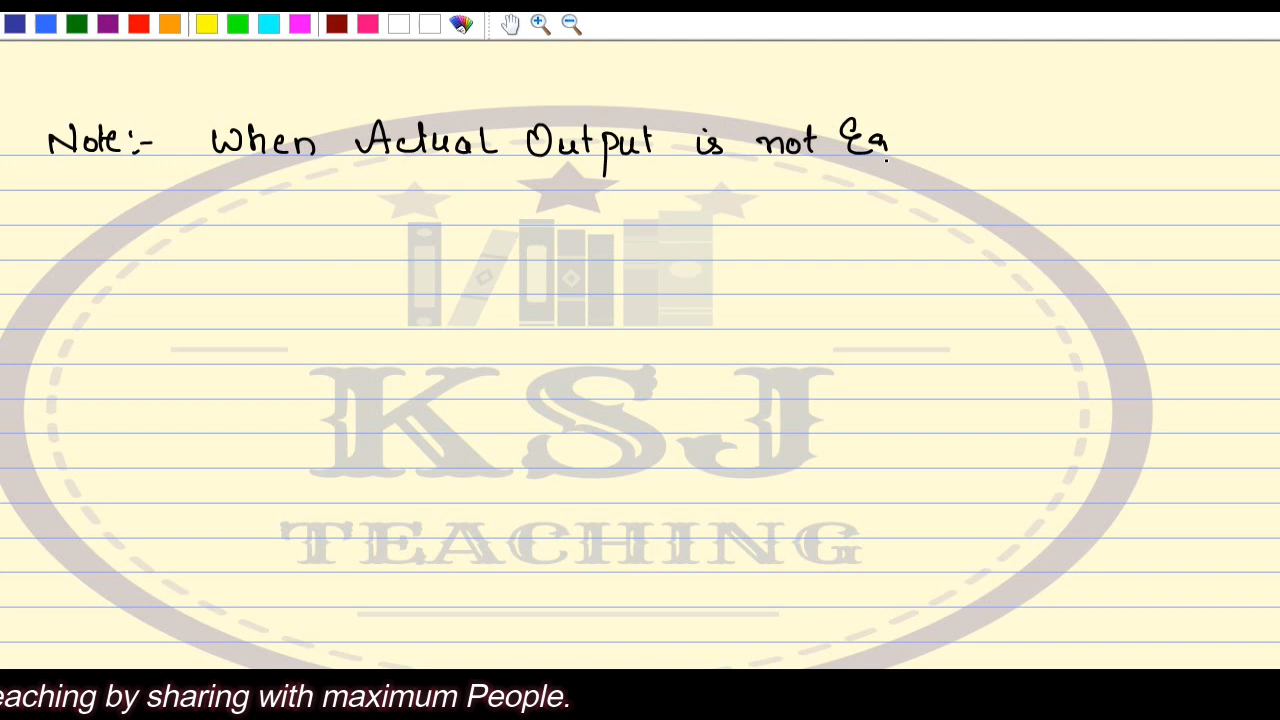 Note:- When Actual Output is not Eq
KSJ
TEACHING
eaching by sharing with maximum People.